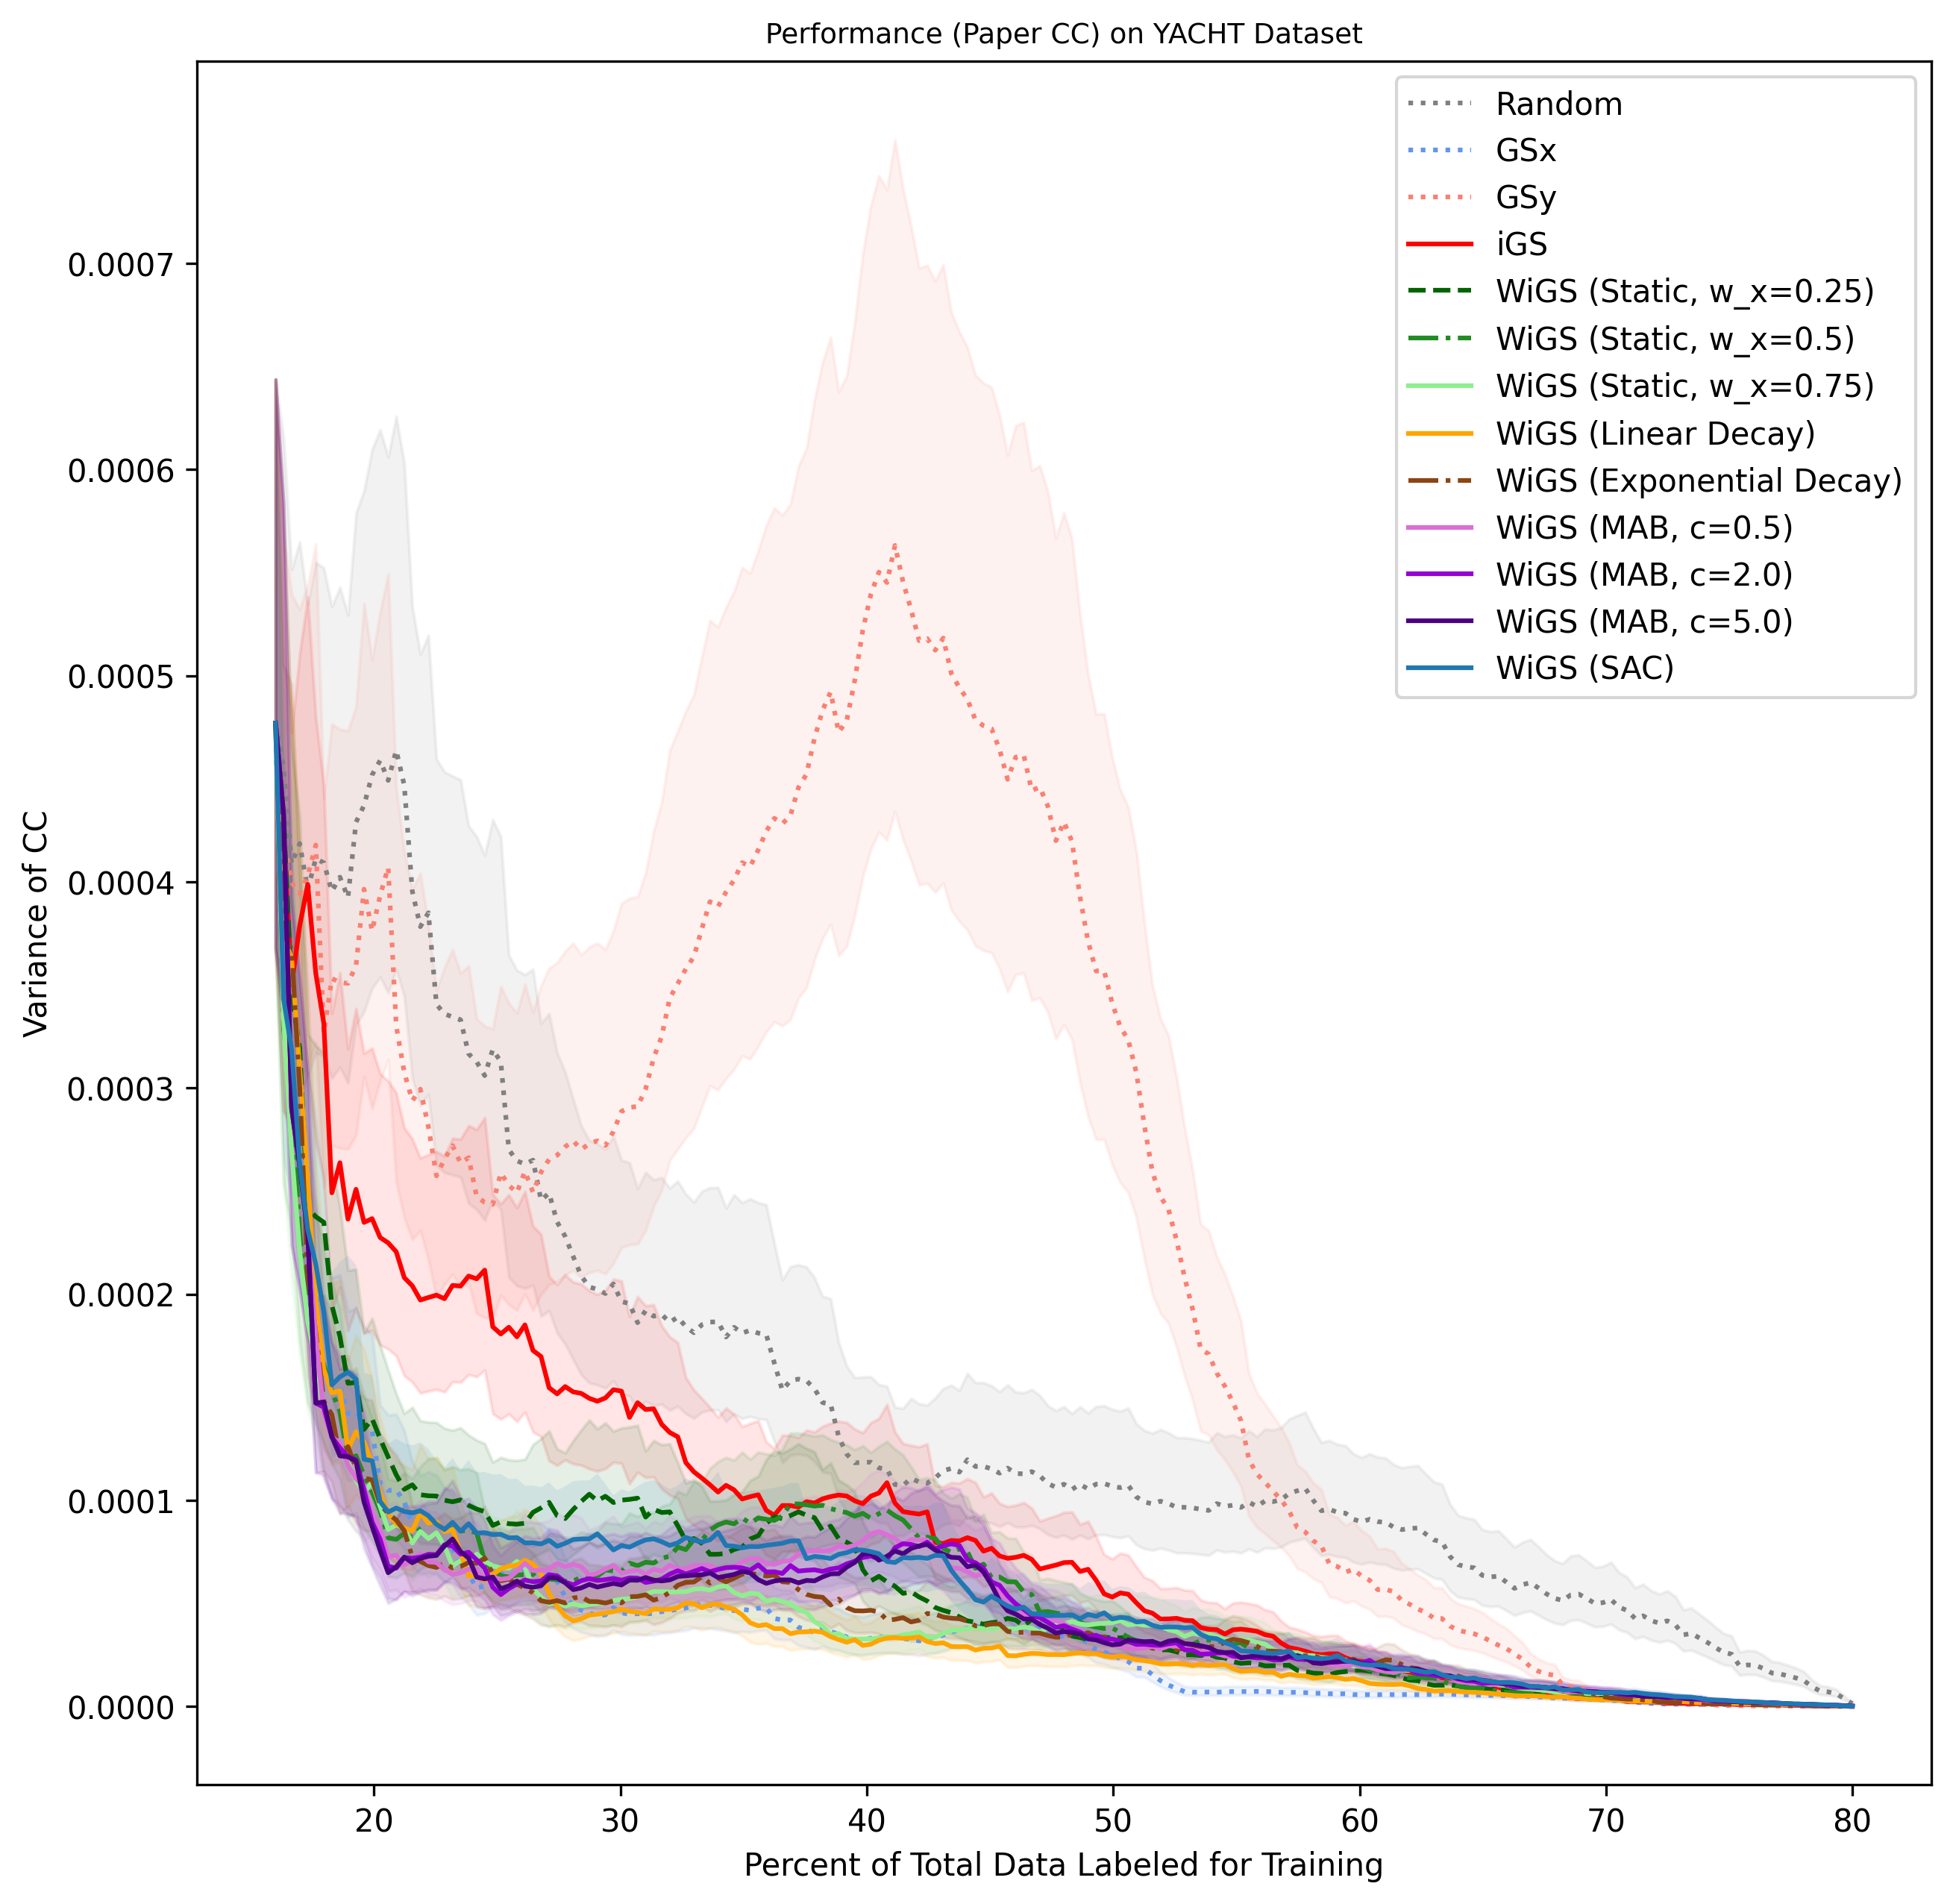 Performance (Paper CC) on YACHT Dataset
Random
GSx
GSy
iGS
WiGS (Static, w_x=0.25)
WiGS (Static, w_x=0.5)
WiGS (Static, w_x=0.75)
WiGS (Linear Decay)
WiGS (Exponential Decay)
WiGS (MAB, c=0.5)
WiGS (MAB, c=2.0)
WiGS (MAB, c=5.0)
WiGS (SAC)
Variance of CC
0.0007
0.0006
0.0005
0.0004
0.0003
0.0002
0.0001
0.0000
20 30 40 50 60 70 80
Percent of Total Data Labeled for Training